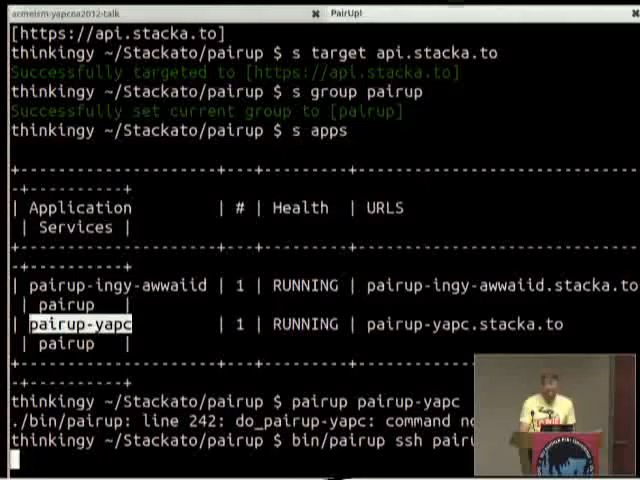 acmeism-yapcna2012-talk
PairUp!
[https://api.stacka.to]
thinkingy ~/Stackato/pairup $ s target api.stacka.to
Successfully targeted to [https://api.stacka.to]
thinkingy ~/Stackato/pairup $ s group pairup
Successfully set current group to [pairup]
thinkingy ~/Stackato/pairup $ s apps
| Application | # | Health | URLS
| Services |
| pairup-ingy-awwaiid | 1 | RUNNING | pairup-ingy-awwaiid.stacka.to
| pairup |
| pairup-yapc | 1 | RUNNING | pairup-yapc.stacka.to
| pairup |
thinkingy ~/Stackato/pairup $ pairup pairup-yapc
./bin/pairup: line 242: do_pairup-yapc: command no
thinkingy ~/Stackato/pairup $ bin/pairup ssh pairu